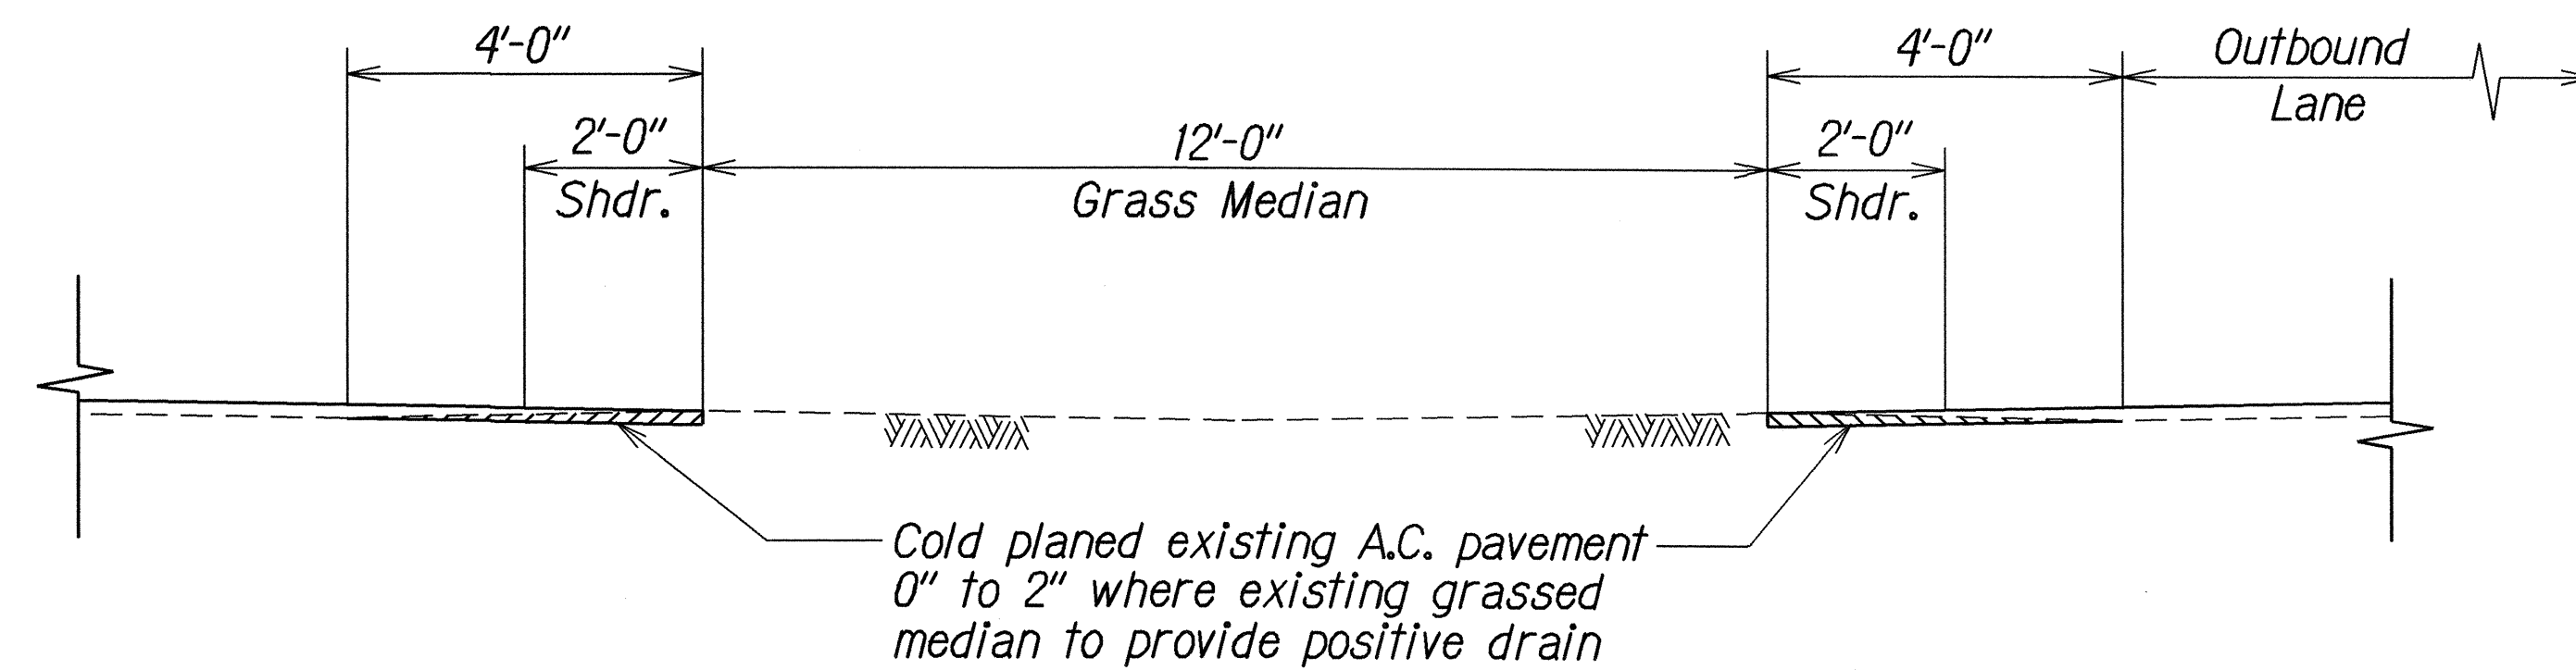 4'-0"
4'-0"
Outbound
Lane
2'-0"
Shdr.
12'-0"
Grass Median
2'-0"
Shdr.
Cold planed existing A.C. pavement
0" to 2" where existing grassed
median to provide positive drain